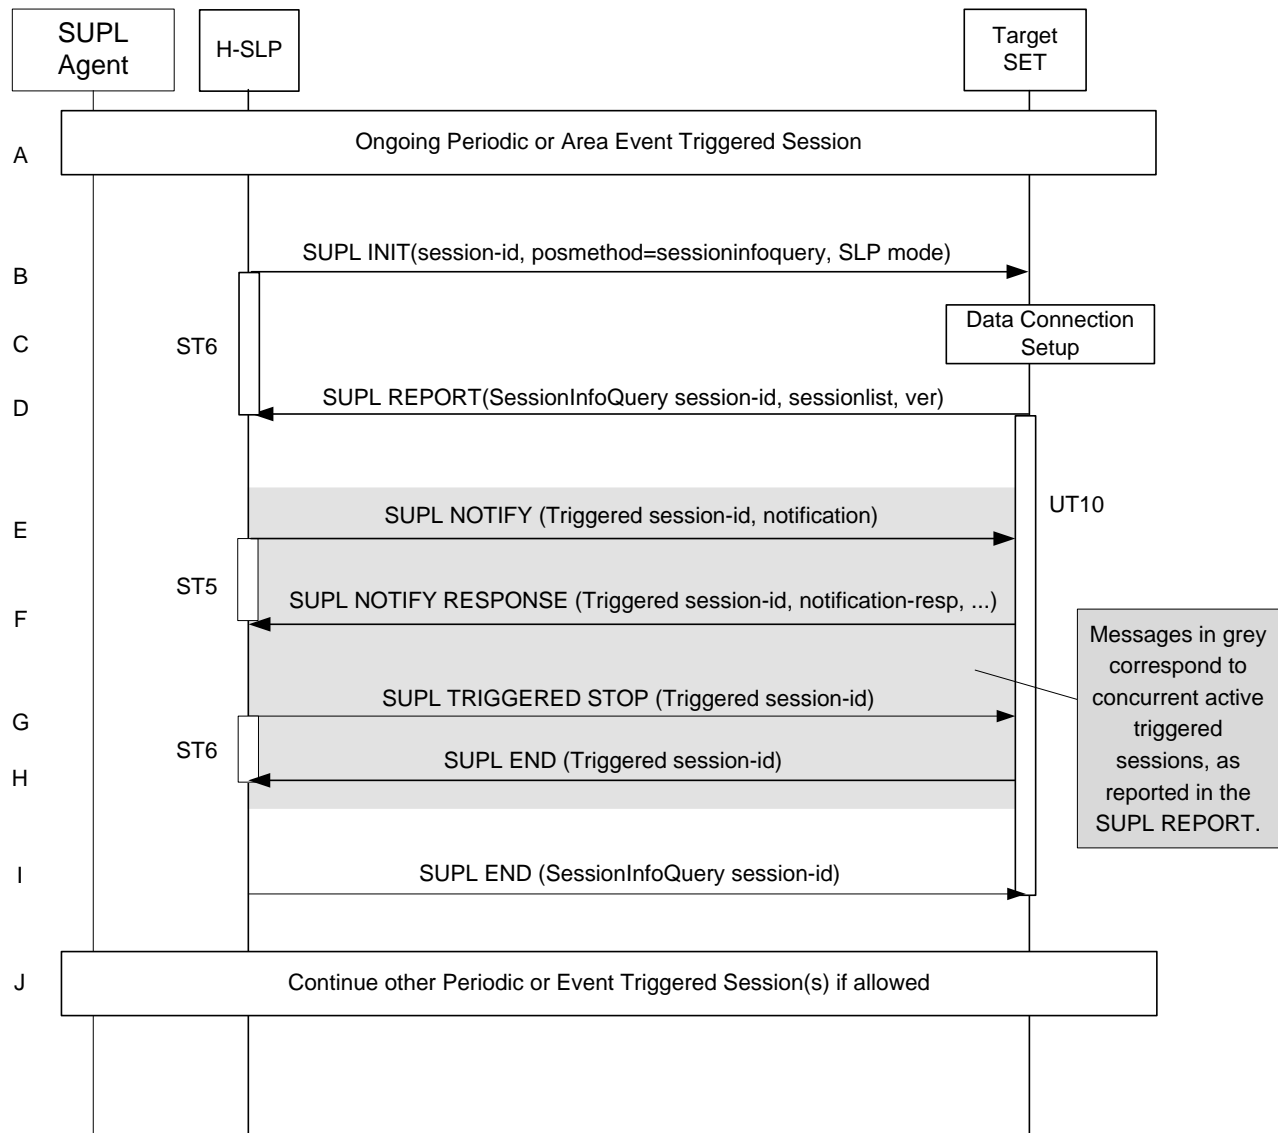 SUPL
Agent
H-SLP
Target
SET
A
Ongoing Periodic or Area Event Triggered Session
SUPL INIT(session-id, posmethod=sessioninfoquery, SLP mode)
B
C
ST6
Data Connection
Setup
SUPL REPORT(SessionInfoQuery session-id, sessionlist, ver)
D
UT10
SUPL NOTIFY (Triggered session-id, notification)
E
ST5
SUPL NOTIFY RESPONSE (Triggered session-id, notification-resp, ...)
F
Messages in grey
correspond to
concurrent active
triggered
sessions, as
reported in the
SUPL REPORT.
SUPL TRIGGERED STOP (Triggered session-id)
G
ST6
SUPL END (Triggered session-id)
H
SUPL END (SessionInfoQuery session-id)
I
J
Continue other Periodic or Event Triggered Session(s) if allowed